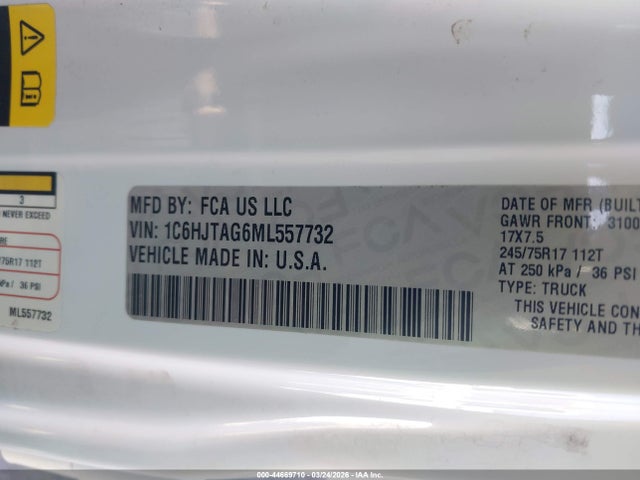 3
NEVER EXCEED
75R17 112T
kPa / 36 PSI
ML557732
MFD BY: FCA US LLC
VIN: 1C6HJTAG6ML557732
VEHICLE MADE IN: U.S.A.
DATE OF MFR (BUILT
GAWR FRONT: 3100
17X7.5
245/75R17 112T
AT 250 kPa / 36 PSI
TYPE: TRUCK
THIS VEHICLE CON
SAFETY AND TH
000-44669710 - 03/24/2026 - IAA Inc.